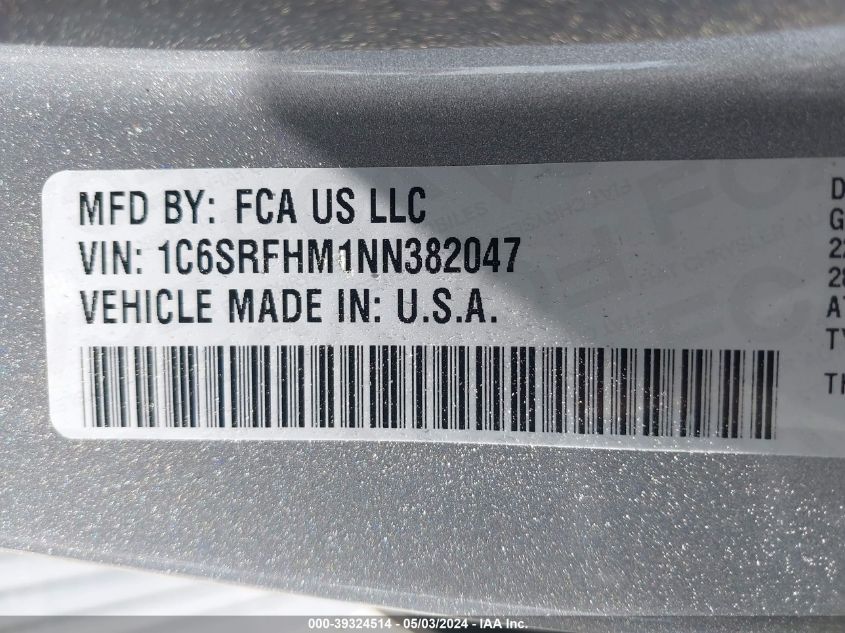 MFD BY: FCA US LLC
VIN: 1C6SRFHM1NN382047
VEHICLE MADE IN: U.S.A.
000-39324514 - 05/03/2024 - IAA Inc.